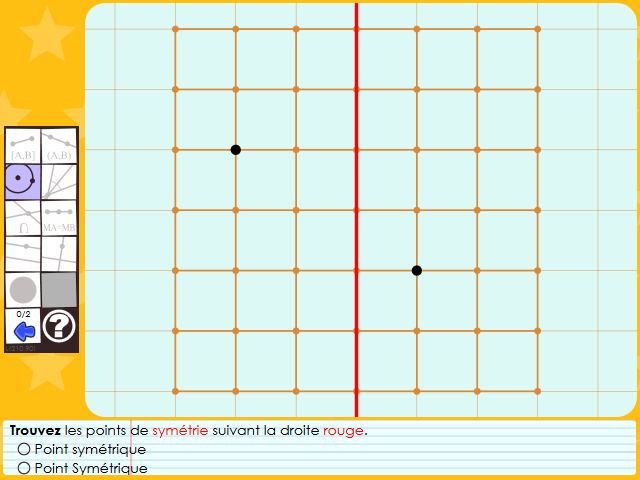 [A,B] (A,B)
∩ MA=MB
0/2
?
Trouvez les points de symétrie suivant la droite rouge.
Point symétrique
Point Symétrique